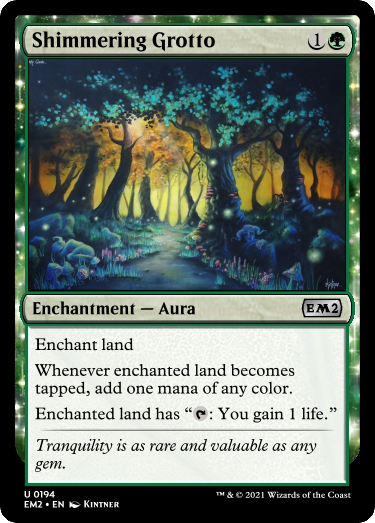 Shimmering Grotto 1
Enchantment — Aura EM2
Enchant land
Whenever enchanted land becomes
tapped, add one mana of any color.
Enchanted land has “: You gain 1 life.”
Tranquility is as rare and valuable as any
gem.
U 0194
EM2 • EN KINTNER
™ & © 2021 Wizards of the Coast